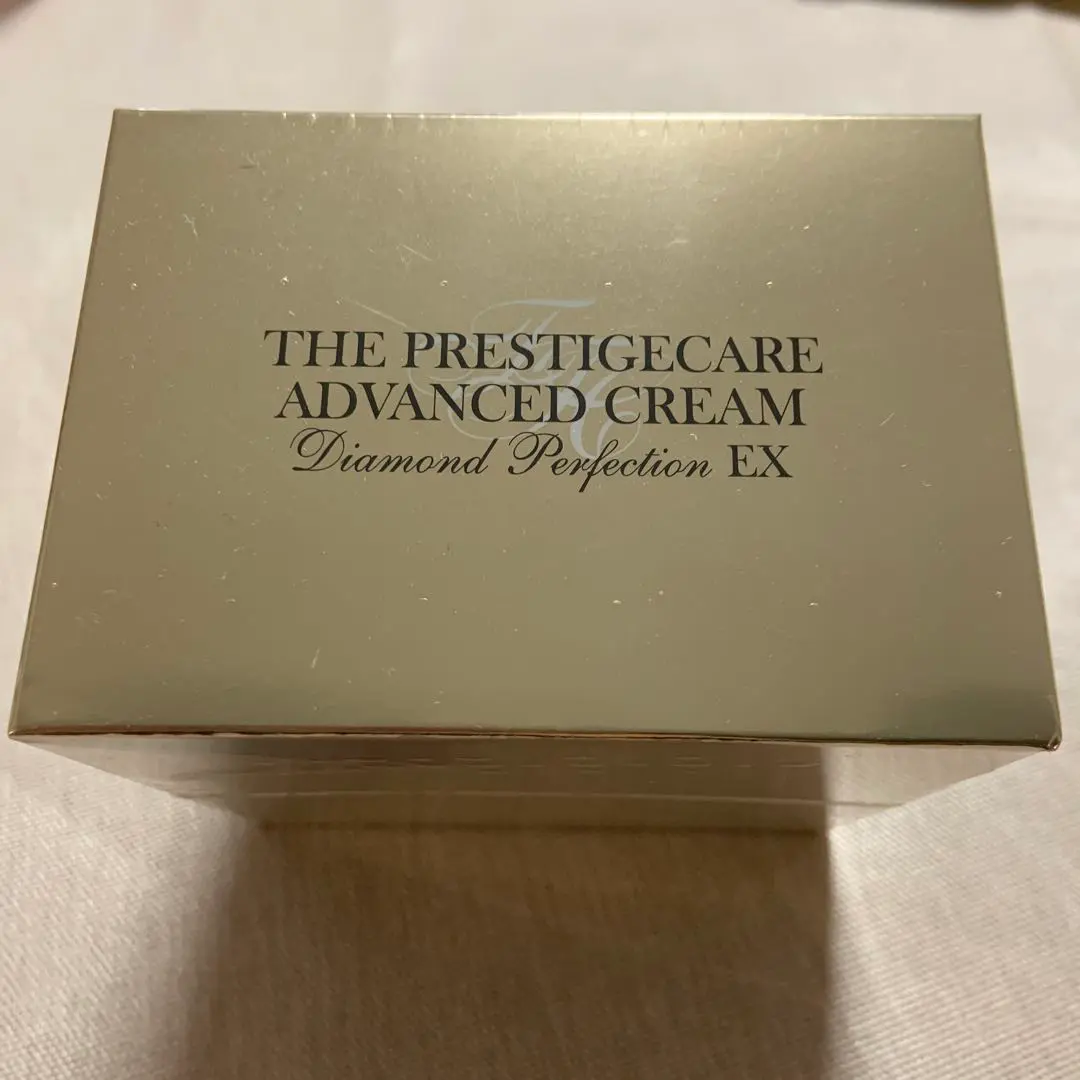 THE PRESTIGECARE
ADVANCED CREAM
Diamond Perfection EX